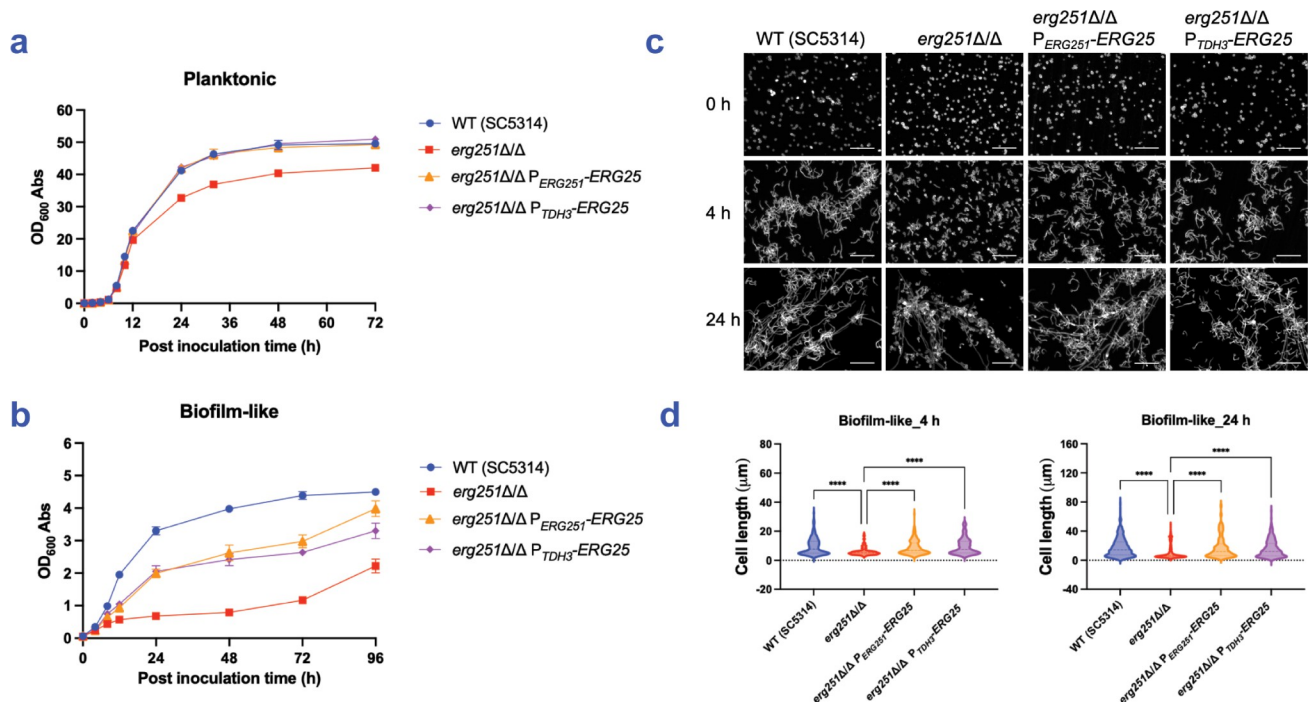 a
Planktonic
OD600 Abs
60
50
40
30
20
10
0
0 12 24 36 48 60 72
Post inoculation time (h)
WT (SC5314)
erg251Δ/Δ
erg251Δ/Δ PERG251-ERG25
erg251Δ/Δ PTDH3-ERG25
b
Biofilm-like
OD600 Abs
6
5
4
3
2
1
0
0 24 48 72 96
Post inoculation time (h)
WT (SC5314)
erg251Δ/Δ
erg251Δ/Δ PERG251-ERG25
erg251Δ/Δ PTDH3-ERG25
c
WT (SC5314)
erg251Δ/Δ
erg251Δ/Δ
PERG251-ERG25
erg251Δ/Δ
PTDH3-ERG25
0 h
4 h
24 h
d
Biofilm-like_4 h
Cell length (μm)
80
60
40
20
0
-20
****
****
****
WT (SC5314)
erg251Δ/Δ
erg251Δ/Δ PERG251-ERG25
erg251Δ/Δ PTDH3-ERG25
Biofilm-like_24 h
Cell length (μm)
160
120
80
40
0
-40
****
****
****
WT (SC5314)
erg251Δ/Δ
erg251Δ/Δ PERG251-ERG25
erg251Δ/Δ PTDH3-ERG25